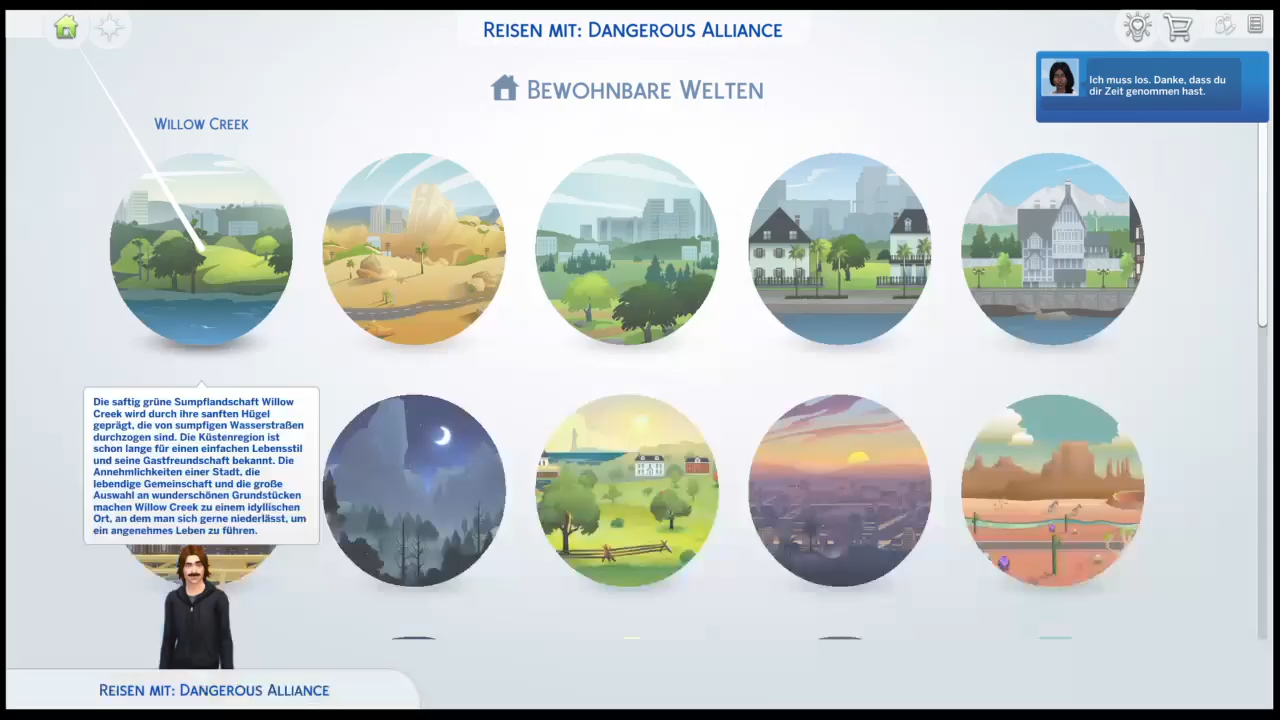 REISEN MIT: DANGEROUS ALLIANCE
BEWOHNBARE WELTEN
Ich muss los. Danke, dass du
dir Zeit genommen hast.
WILLOW CREEK
Die saftig grüne Sumpflandschaft Willow
Creek wird durch ihre sanften Hügel
geprägt, die von sumpfigen Wasserstraßen
durchzogen sind. Die Küstenregion ist
schon lange für einen einfachen Lebensstil
und seine Gastfreundschaft bekannt. Die
Annehmlichkeiten einer Stadt, die
lebendige Gemeinschaft und die große
Auswahl an wunderschönen Grundstücken
machen Willow Creek zu einem idyllischen
Ort, an dem man sich gerne niederlässt, um
ein angenehmes Leben zu führen.
REISEN MIT: DANGEROUS ALLIANCE